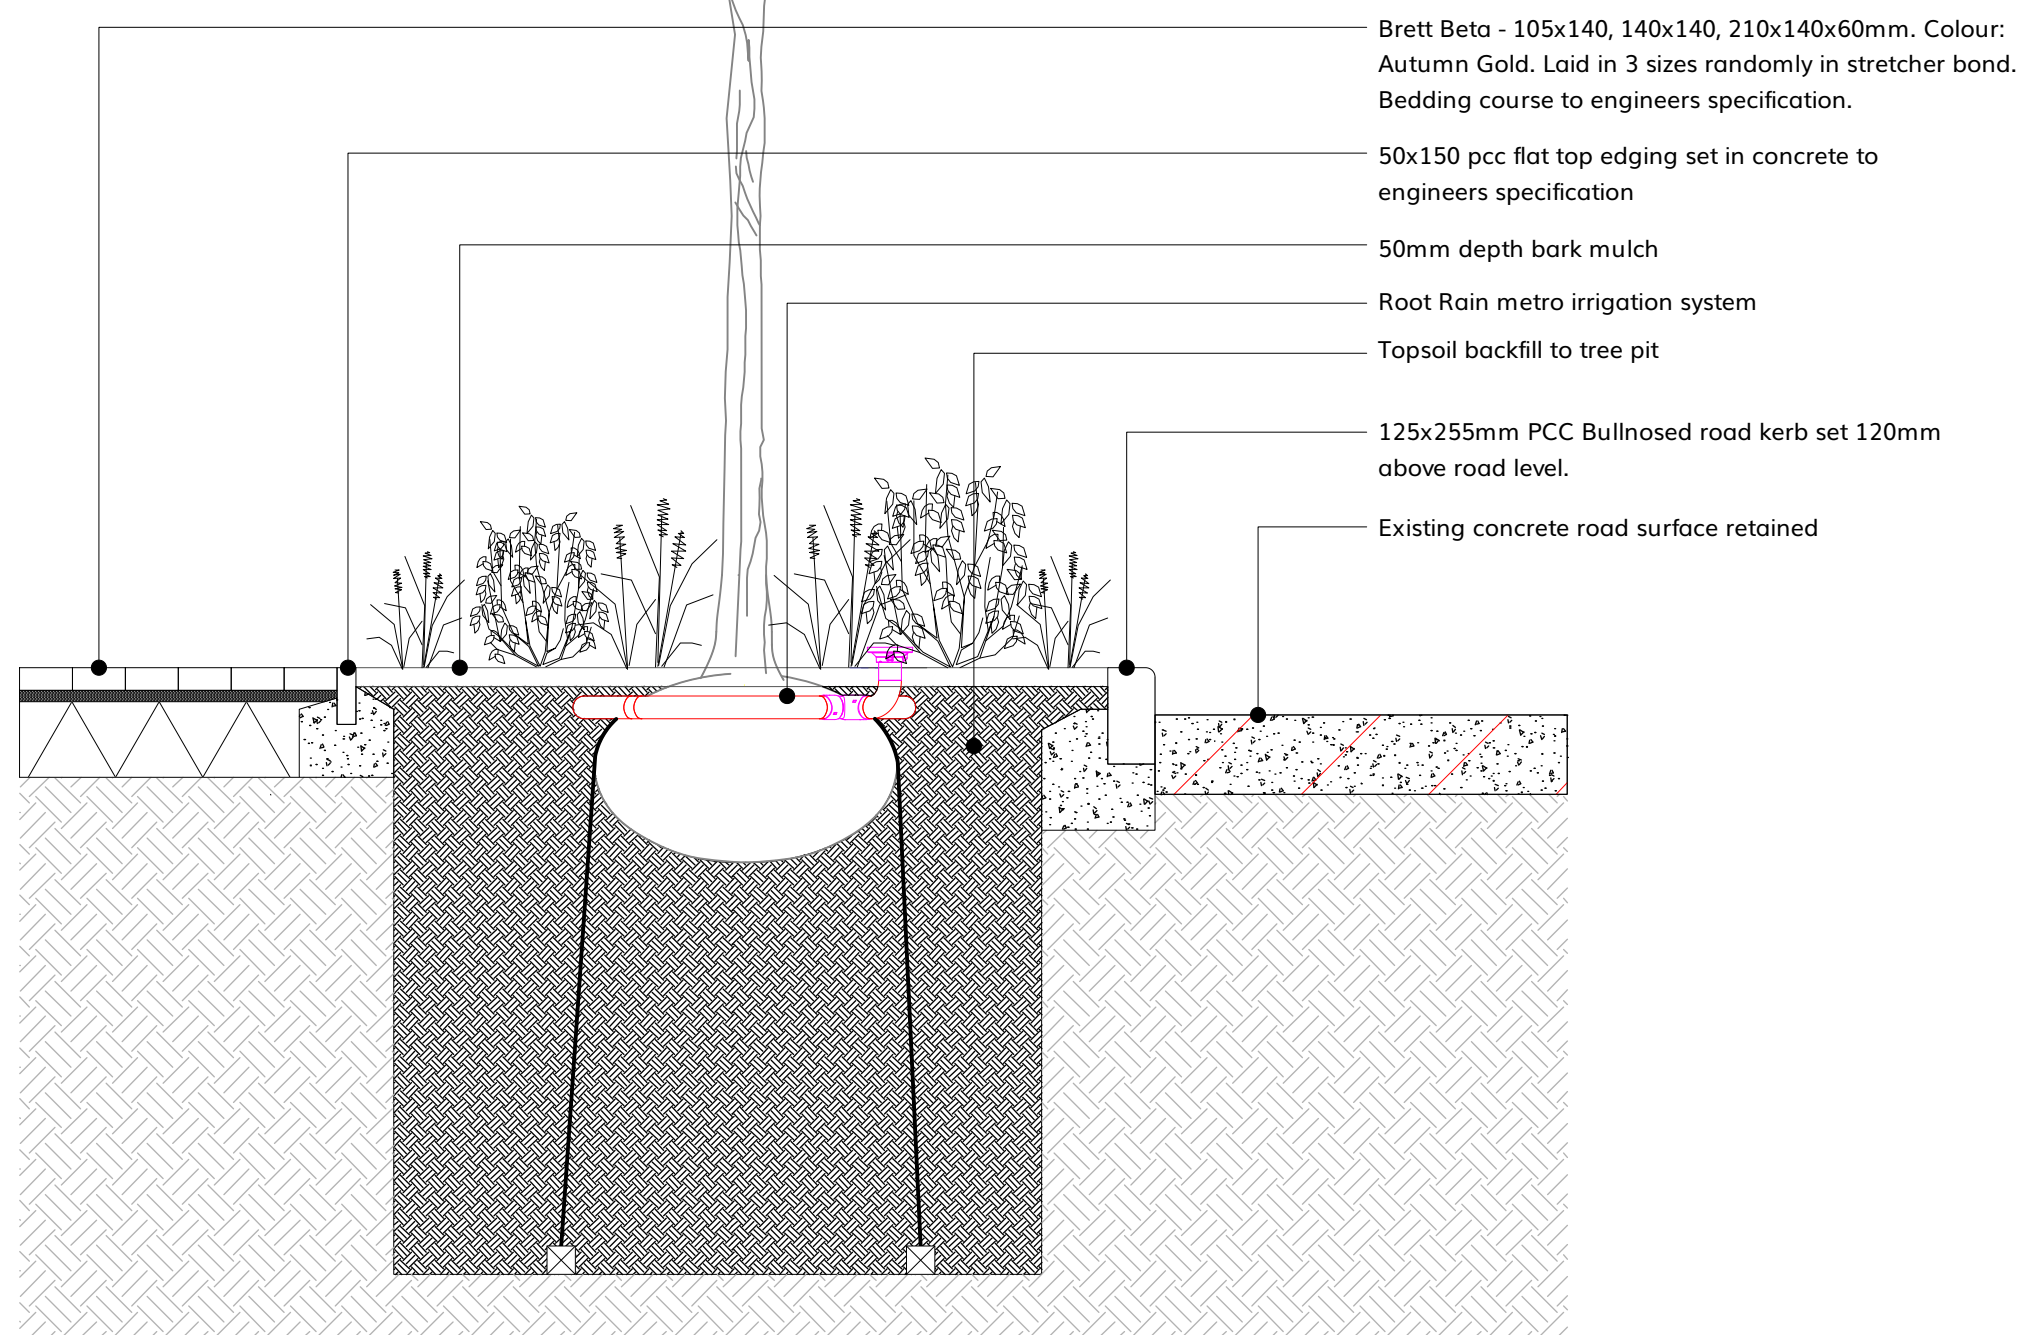 Brett Beta - 105x140, 140x140, 210x140x60mm. Colour:
Autumn Gold. Laid in 3 sizes randomly in stretcher bond.
Bedding course to engineers specification.
50x150 pcc flat top edging set in concrete to
engineers specification
50mm depth bark mulch
Root Rain metro irrigation system
Topsoil backfill to tree pit
125x255mm PCC Bullnosed road kerb set 120mm
above road level.
Existing concrete road surface retained